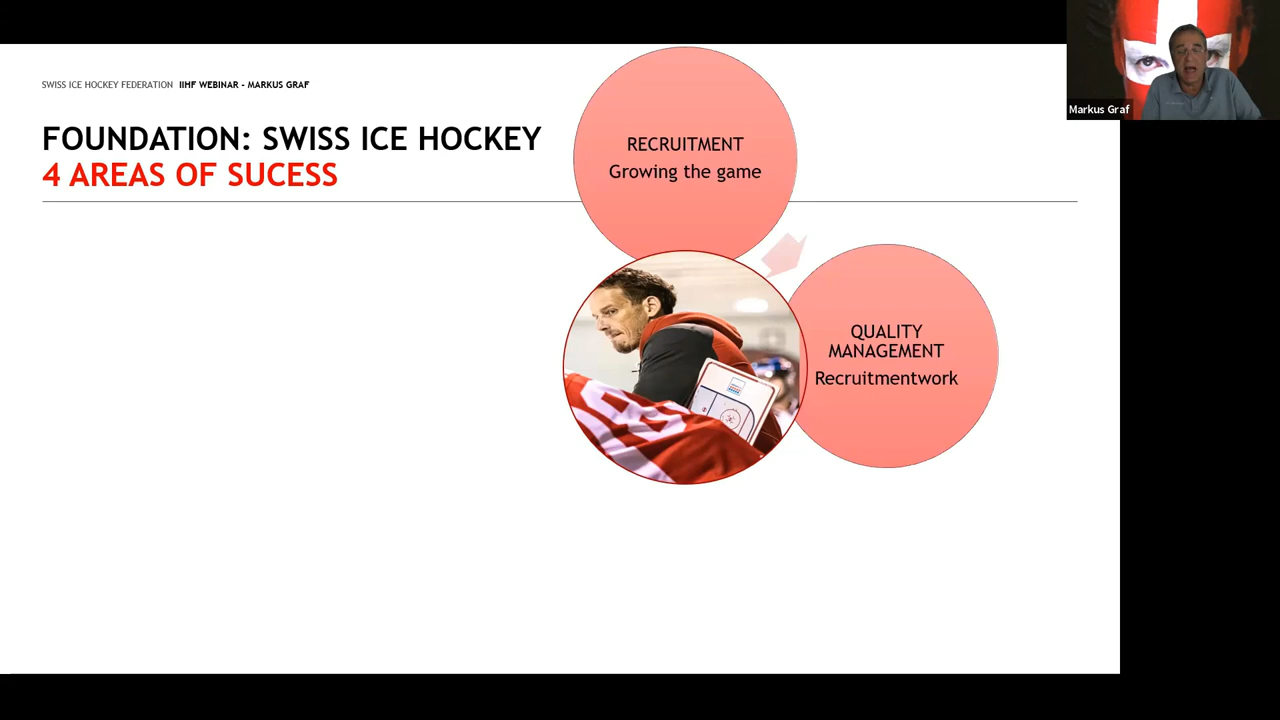 SWISS ICE HOCKEY FEDERATION IIHF WEBINAR - MARKUS GRAF
FOUNDATION: SWISS ICE HOCKEY
4 AREAS OF SUCESS
RECRUITMENT
Growing the game
QUALITY
MANAGEMENT
Recruitmentwork
Markus Graf